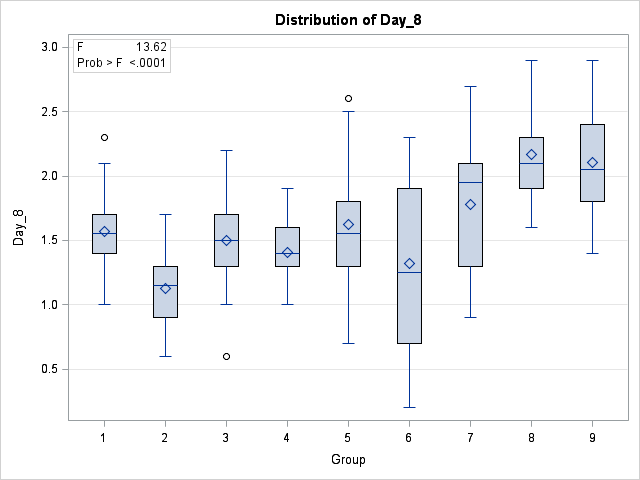 Distribution of Day_8
F 13.62
Prob > F <.0001
3.0
2.5
2.0
1.5
1.0
0.5
Day_8
1 2 3 4 5 6 7 8 9
Group